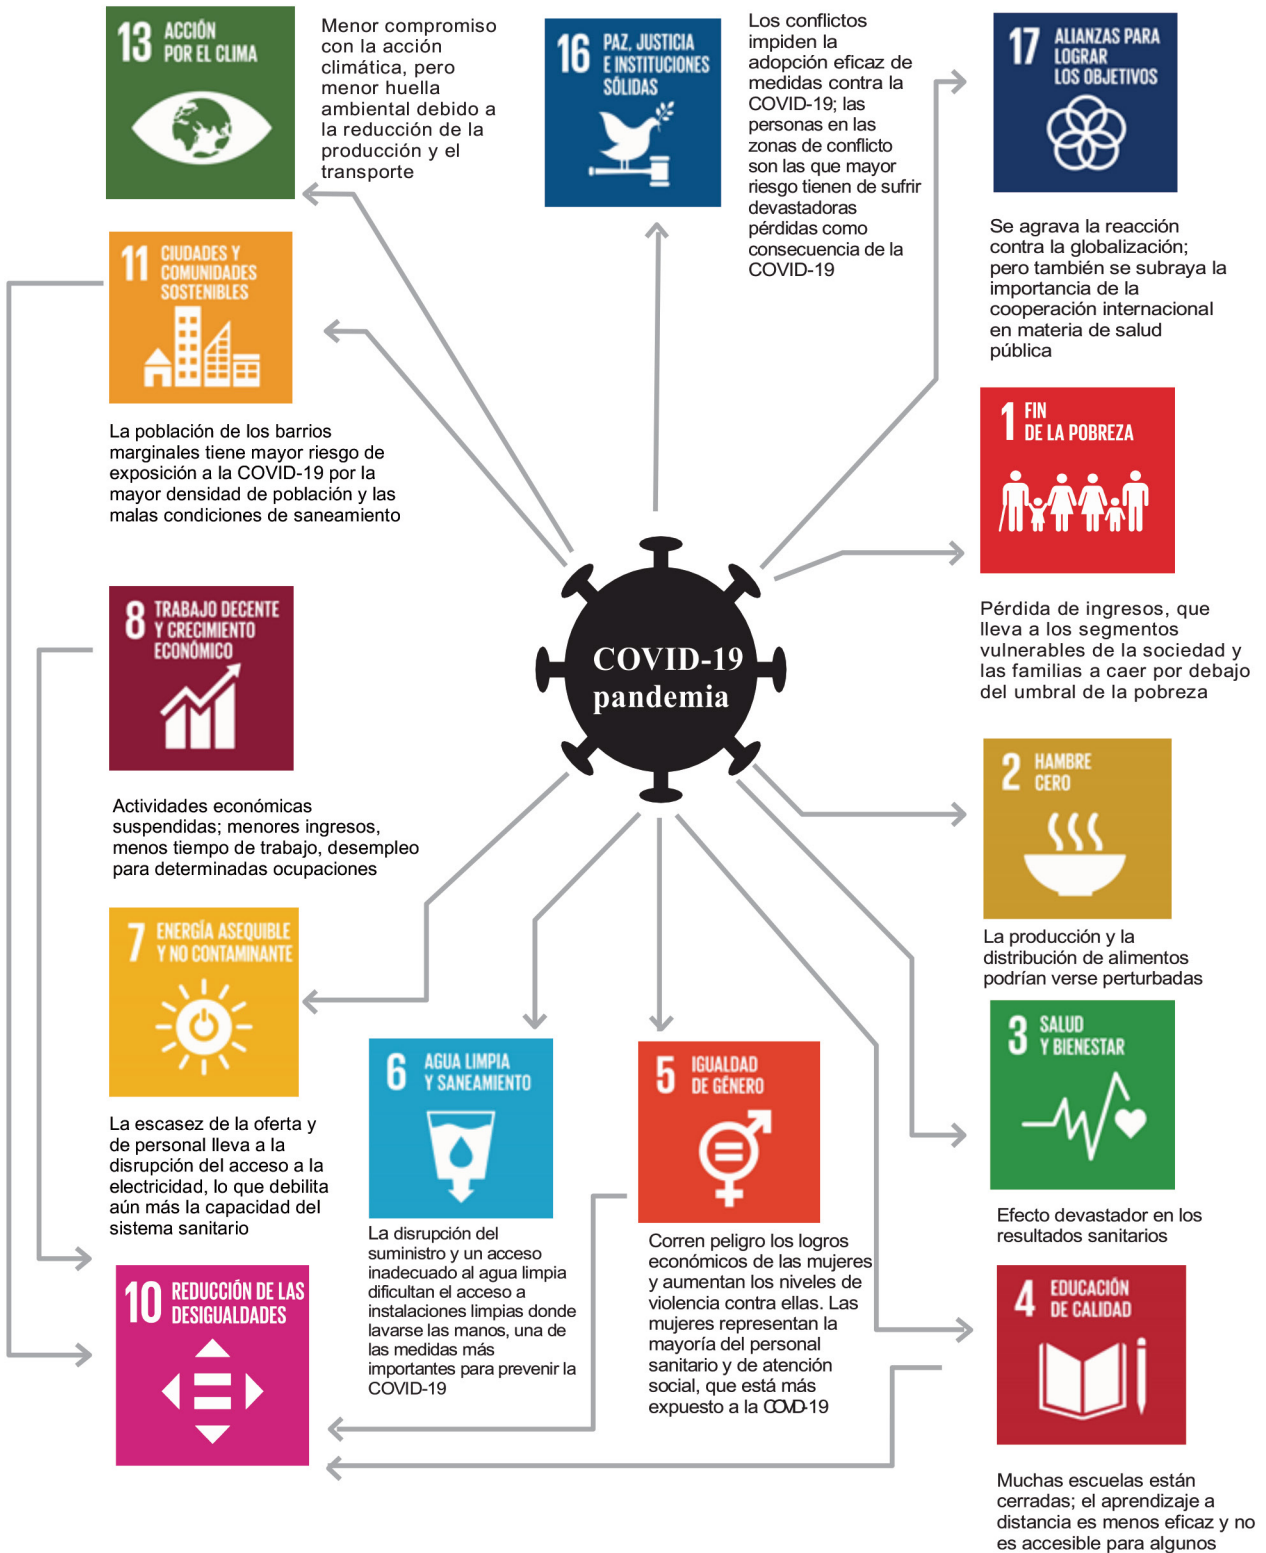 13 ACCIÓN
POR EL CLIMA
Menor compromiso
con la acción
climática, pero
menor huella
ambiental debido a
la reducción de la
producción y el
transporte
16 PAZ, JUSTICIA
E INSTITUCIONES
SÓLIDAS
Los conflictos
impiden la
adopción eficaz de
medidas contra la
COVID-19; las
personas en las
zonas de conflicto
son las que mayor
riesgo tienen de sufrir
devastadoras
pérdidas como
consecuencia de la
COVID-19
17 ALIANZAS PARA
LOGRAR
LOS OBJETIVOS
Se agrava la reacción
contra la globalización;
pero también se subraya la
importancia de la
cooperación internacional
en materia de salud
pública
11 CIUDADES Y
COMUNIDADES
SOSTENIBLES
La población de los barrios
marginales tiene mayor riesgo de
exposición a la COVID-19 por la
mayor densidad de población y las
malas condiciones de saneamiento
1 FIN
DE LA POBREZA
Pérdida de ingresos, que
lleva a los segmentos
vulnerables de la sociedad y
las familias a caer por debajo
del umbral de la pobreza
COVID-19
pandemia
8 TRABAJO DECENTE
Y CRECIMIENTO
ECONÓMICO
Actividades económicas
suspendidas; menores ingresos,
menos tiempo de trabajo, desempleo
para determinadas ocupaciones
2 HAMBRE
CERO
La producción y la
distribución de alimentos
podrían verse perturbadas
7 ENERGÍA ASEQUIBLE
Y NO CONTAMINANTE
La escasez de la oferta y
de personal lleva a la
disrupción del acceso a la
electricidad, lo que debilita
aún más la capacidad del
sistema sanitario
6 AGUA LIMPIA
Y SANEAMIENTO
La disrupción del
suministro y un acceso
inadecuado al agua limpia
dificultan el acceso a
instalaciones limpias donde
lavarse las manos, una de
las medidas más
importantes para prevenir la
COVID-19
5 IGUALDAD
DE GÉNERO
Corren peligro los logros
económicos de las mujeres
y aumentan los niveles de
violencia contra ellas. Las
mujeres representan la
mayoría del personal
sanitario y de atención
social, que está más
expuesto a la COVID-19
3 SALUD
Y BIENESTAR
Efecto devastador en los
resultados sanitarios
10 REDUCCIÓN DE LAS
DESIGUALDADES
4 EDUCACIÓN
DE CALIDAD
Muchas escuelas están
cerradas; el aprendizaje a
distancia es menos eficaz y no
es accesible para algunos